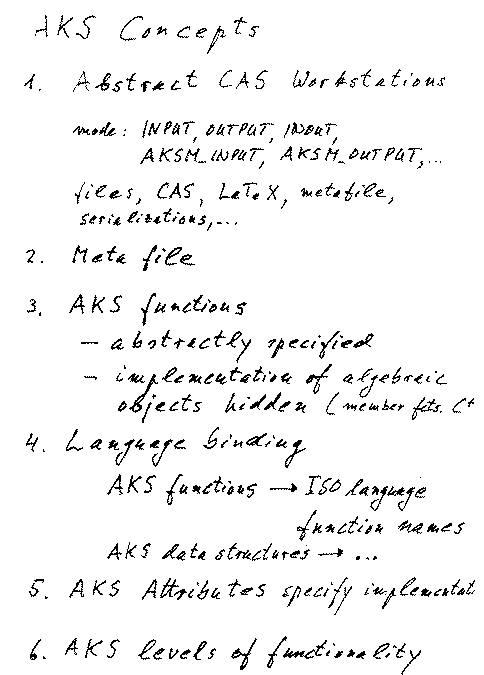 AKS Concepts
1. Abstract CAS Workstations
mode: INPUT, OUTPUT, INOUT,
AKSM_INPUT, AKSM_OUTPUT,...
files, CAS, LaTeX, metafile,
serializations,...
2. Meta file
3. AKS functions
- abstractly specified
- implementation of algebraic
objects hidden (member fcts. C+
4. Language binding
AKS functions → ISO language
function names
AKS data structures → ...
5. AKS Attributes specify implementat
6. AKS levels of functionality